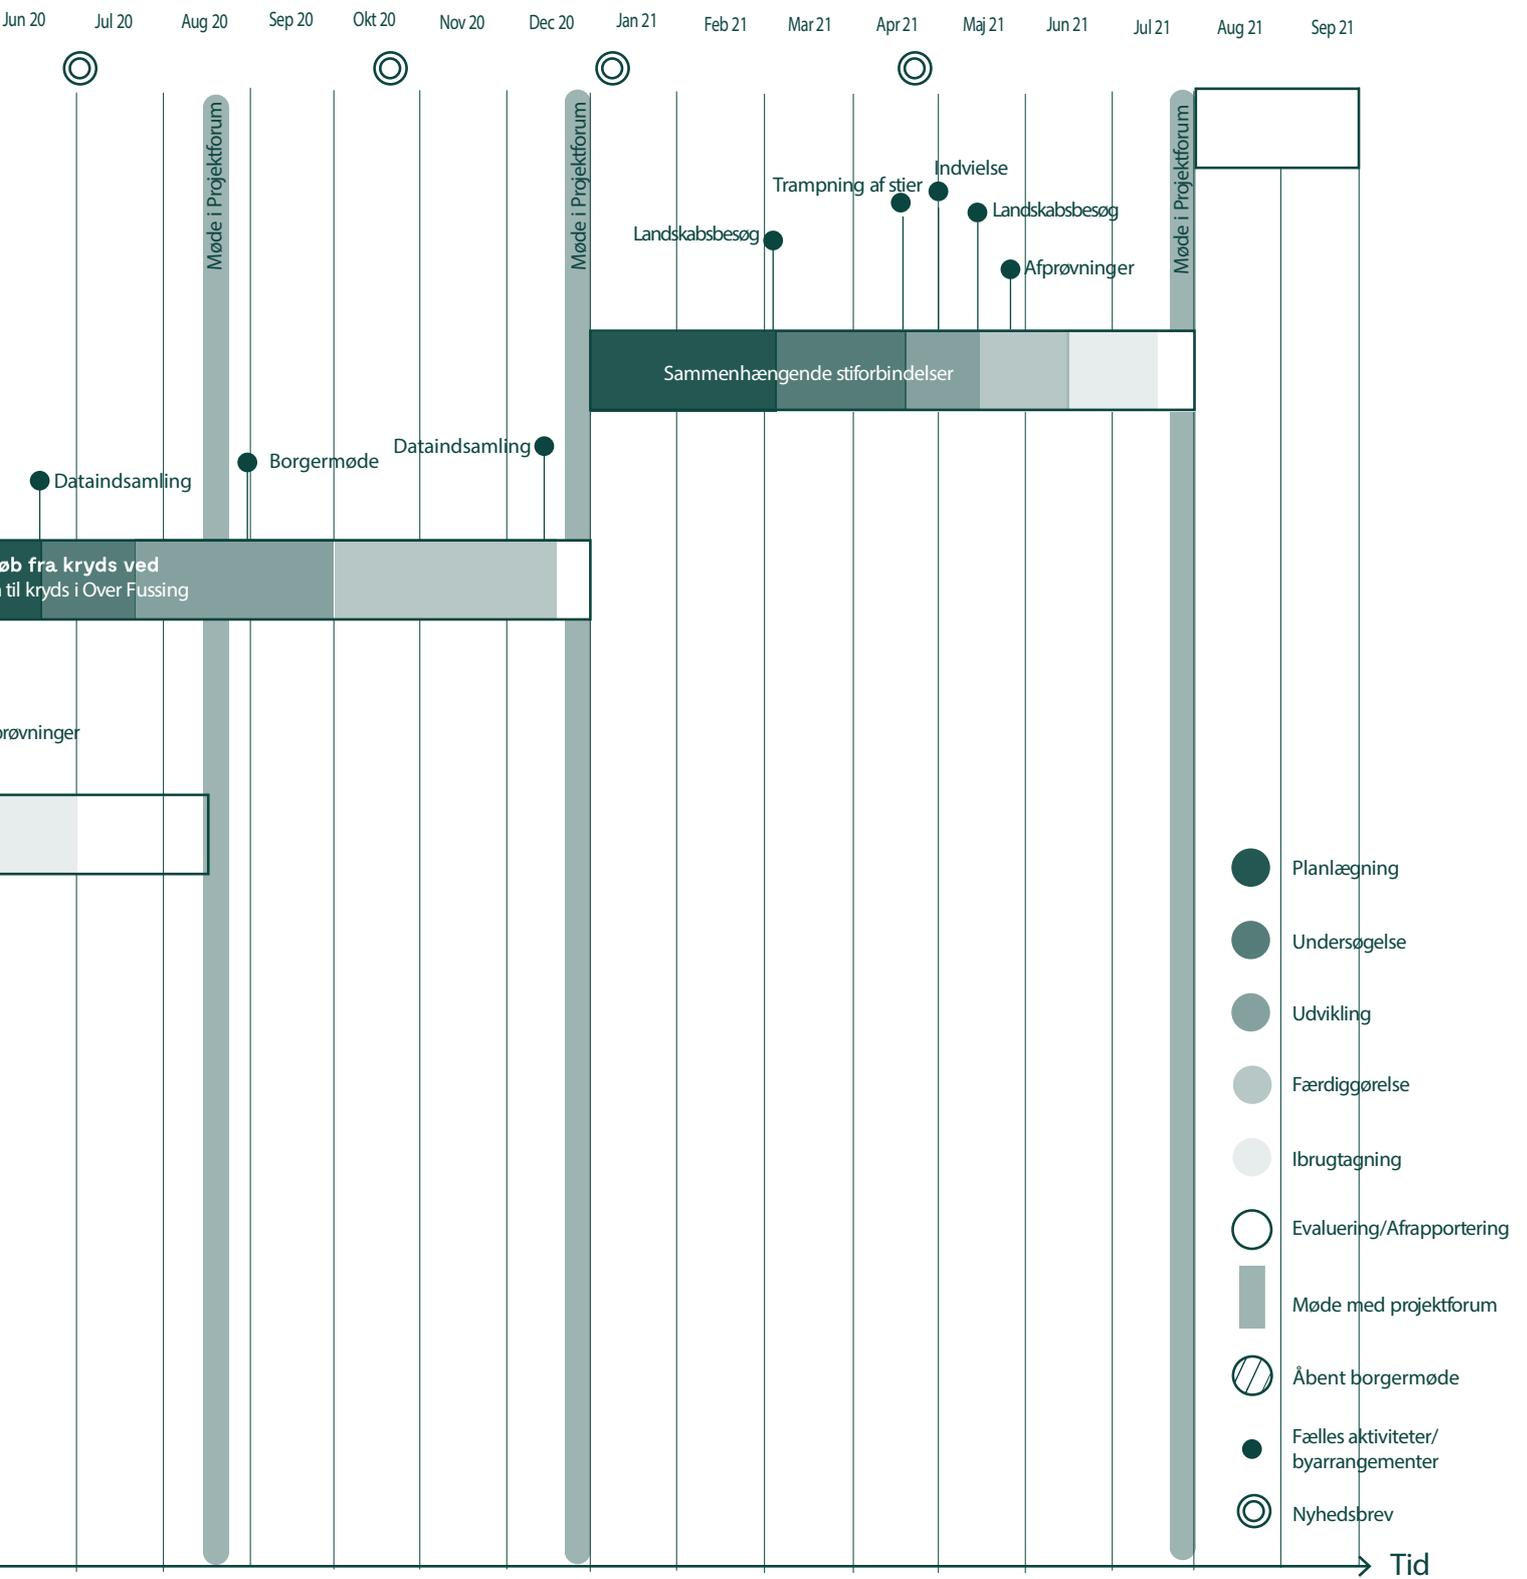 Jun 20
Jul 20
Aug 20
Sep 20
Okt 20
Nov 20
Dec 20
Jan 21
Feb 21
Mar 21
Apr 21
Maj 21
Jun 21
Jul 21
Aug 21
Sep 21
Møde i Projektforum
Møde i Projektforum
Møde i Projektforum
Indvielse
Trampning af stier
Landskabsbesøg
Landskabsbesøg
Afprøvninger
Sammenhængende stiforbindelser
Dataindsamling
Borgermøde
Dataindsamling
øb fra kryds ved
til kryds i Over Fussing
røvninger
Planlægning
Undersøgelse
Udvikling
Færdiggørelse
Ibrugtagning
Evaluering/Afrapportering
Møde med projektforum
Åbent borgermøde
Fælles aktiviteter/
byarrangementer
Nyhedsbrev
Tid